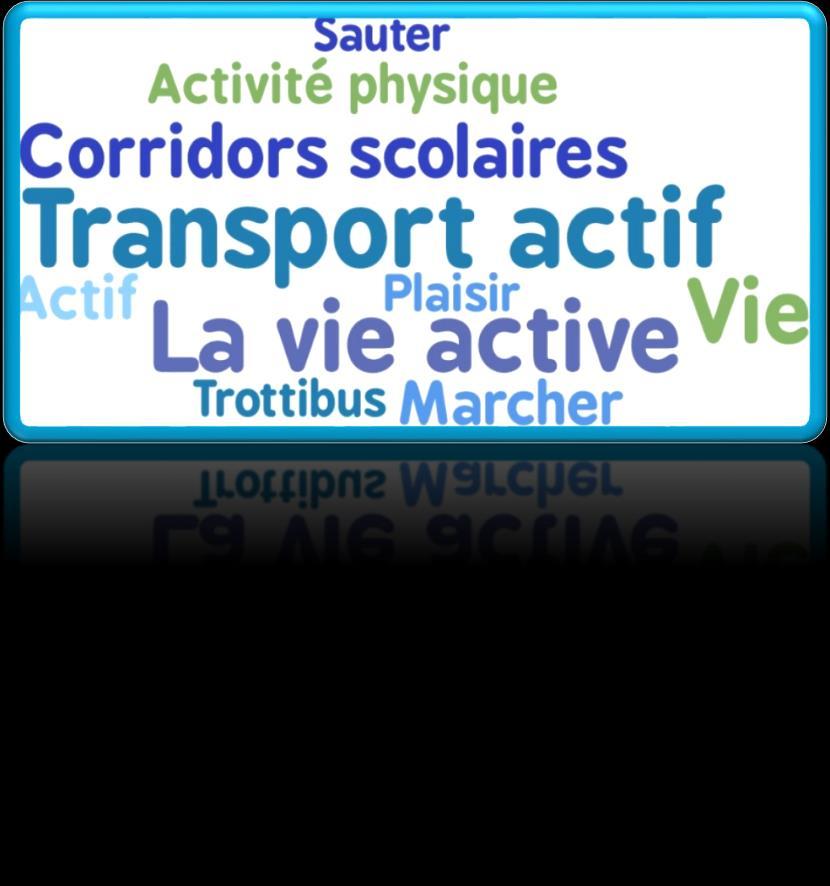 Sauter
Activité physique
Corridors scolaires
Transport actif
Actif Plaisir Vie
La vie active
Trottibus Marcher